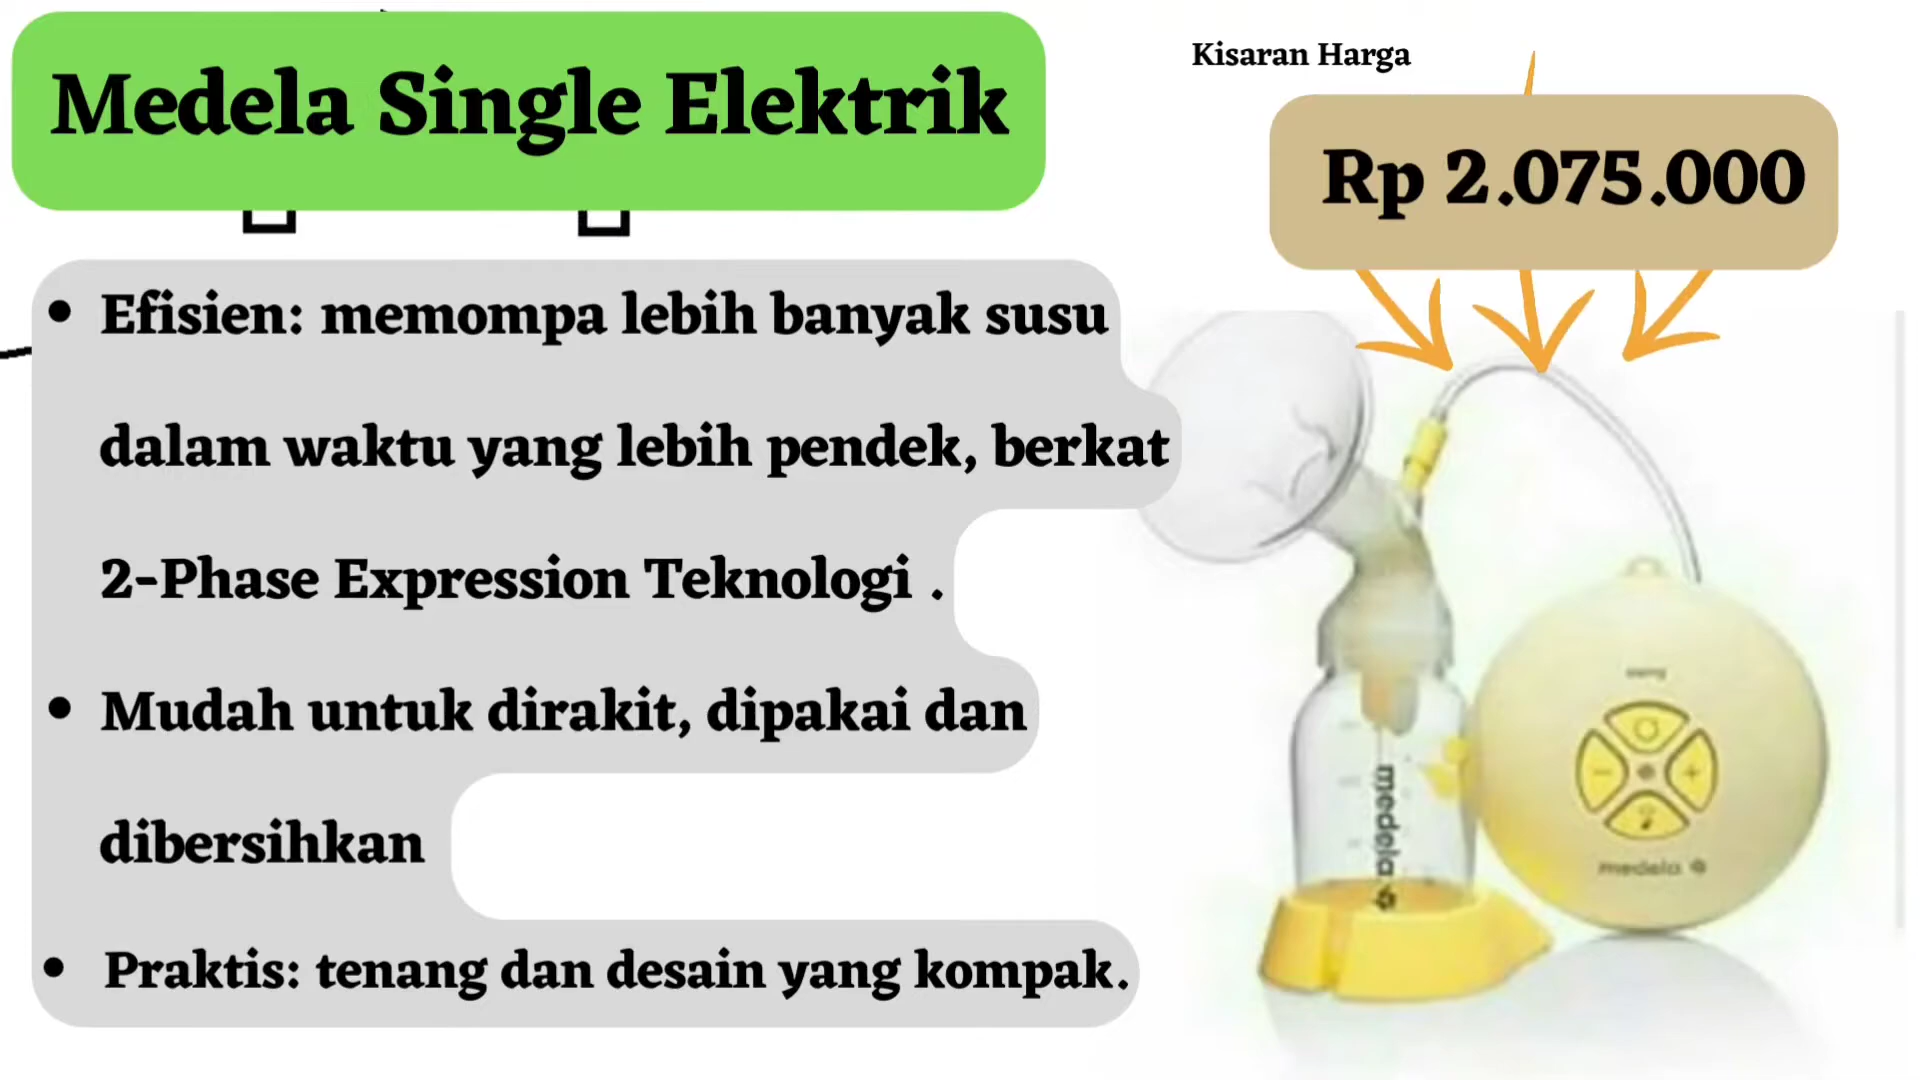 Medela Single Elektrik
Kisaran Harga
Rp 2.075.000
• Efisien: memompa lebih banyak susu
dalam waktu yang lebih pendek, berkat
2-Phase Expression Teknologi .
• Mudah untuk dirakit, dipakai dan
dibersihkan
• Praktis: tenang dan desain yang kompak.
medela
medela